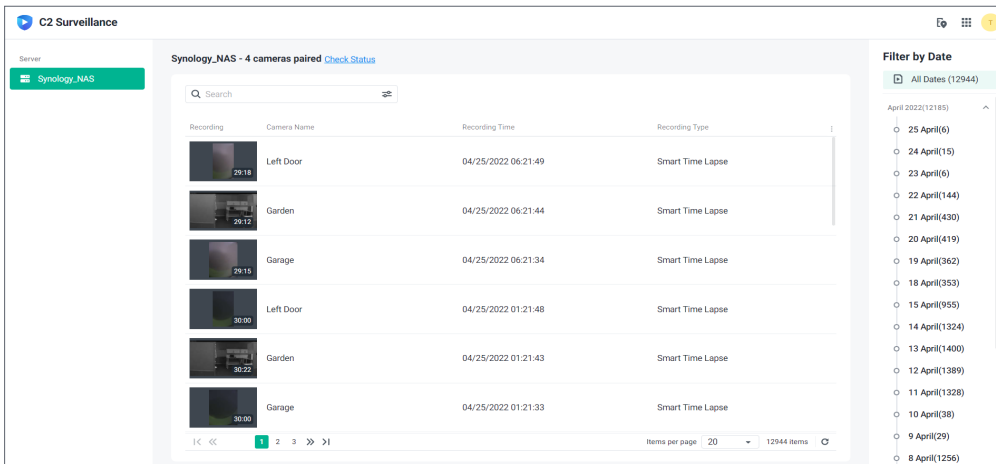 C2 Surveillance
T
Server
Synology_NAS
Synology_NAS - 4 cameras paired Check Status
Search
Recording Camera Name Recording Time Recording Type
29:18 Left Door 04/25/2022 06:21:49 Smart Time Lapse
29:12 Garden 04/25/2022 06:21:44 Smart Time Lapse
29:15 Garage 04/25/2022 06:21:34 Smart Time Lapse
30:00 Left Door 04/25/2022 01:21:48 Smart Time Lapse
30:22 Garden 04/25/2022 01:21:43 Smart Time Lapse
30:00 Garage 04/25/2022 01:21:33 Smart Time Lapse
1 2 3 Items per page 20 12944 items
Filter by Date
All Dates (12944)
April 2022(12185)
25 April(6)
24 April(15)
23 April(6)
22 April(144)
21 April(430)
20 April(419)
19 April(362)
18 April(353)
15 April(955)
14 April(1324)
13 April(1400)
12 April(1389)
11 April(1328)
10 April(38)
9 April(29)
8 April(1256)